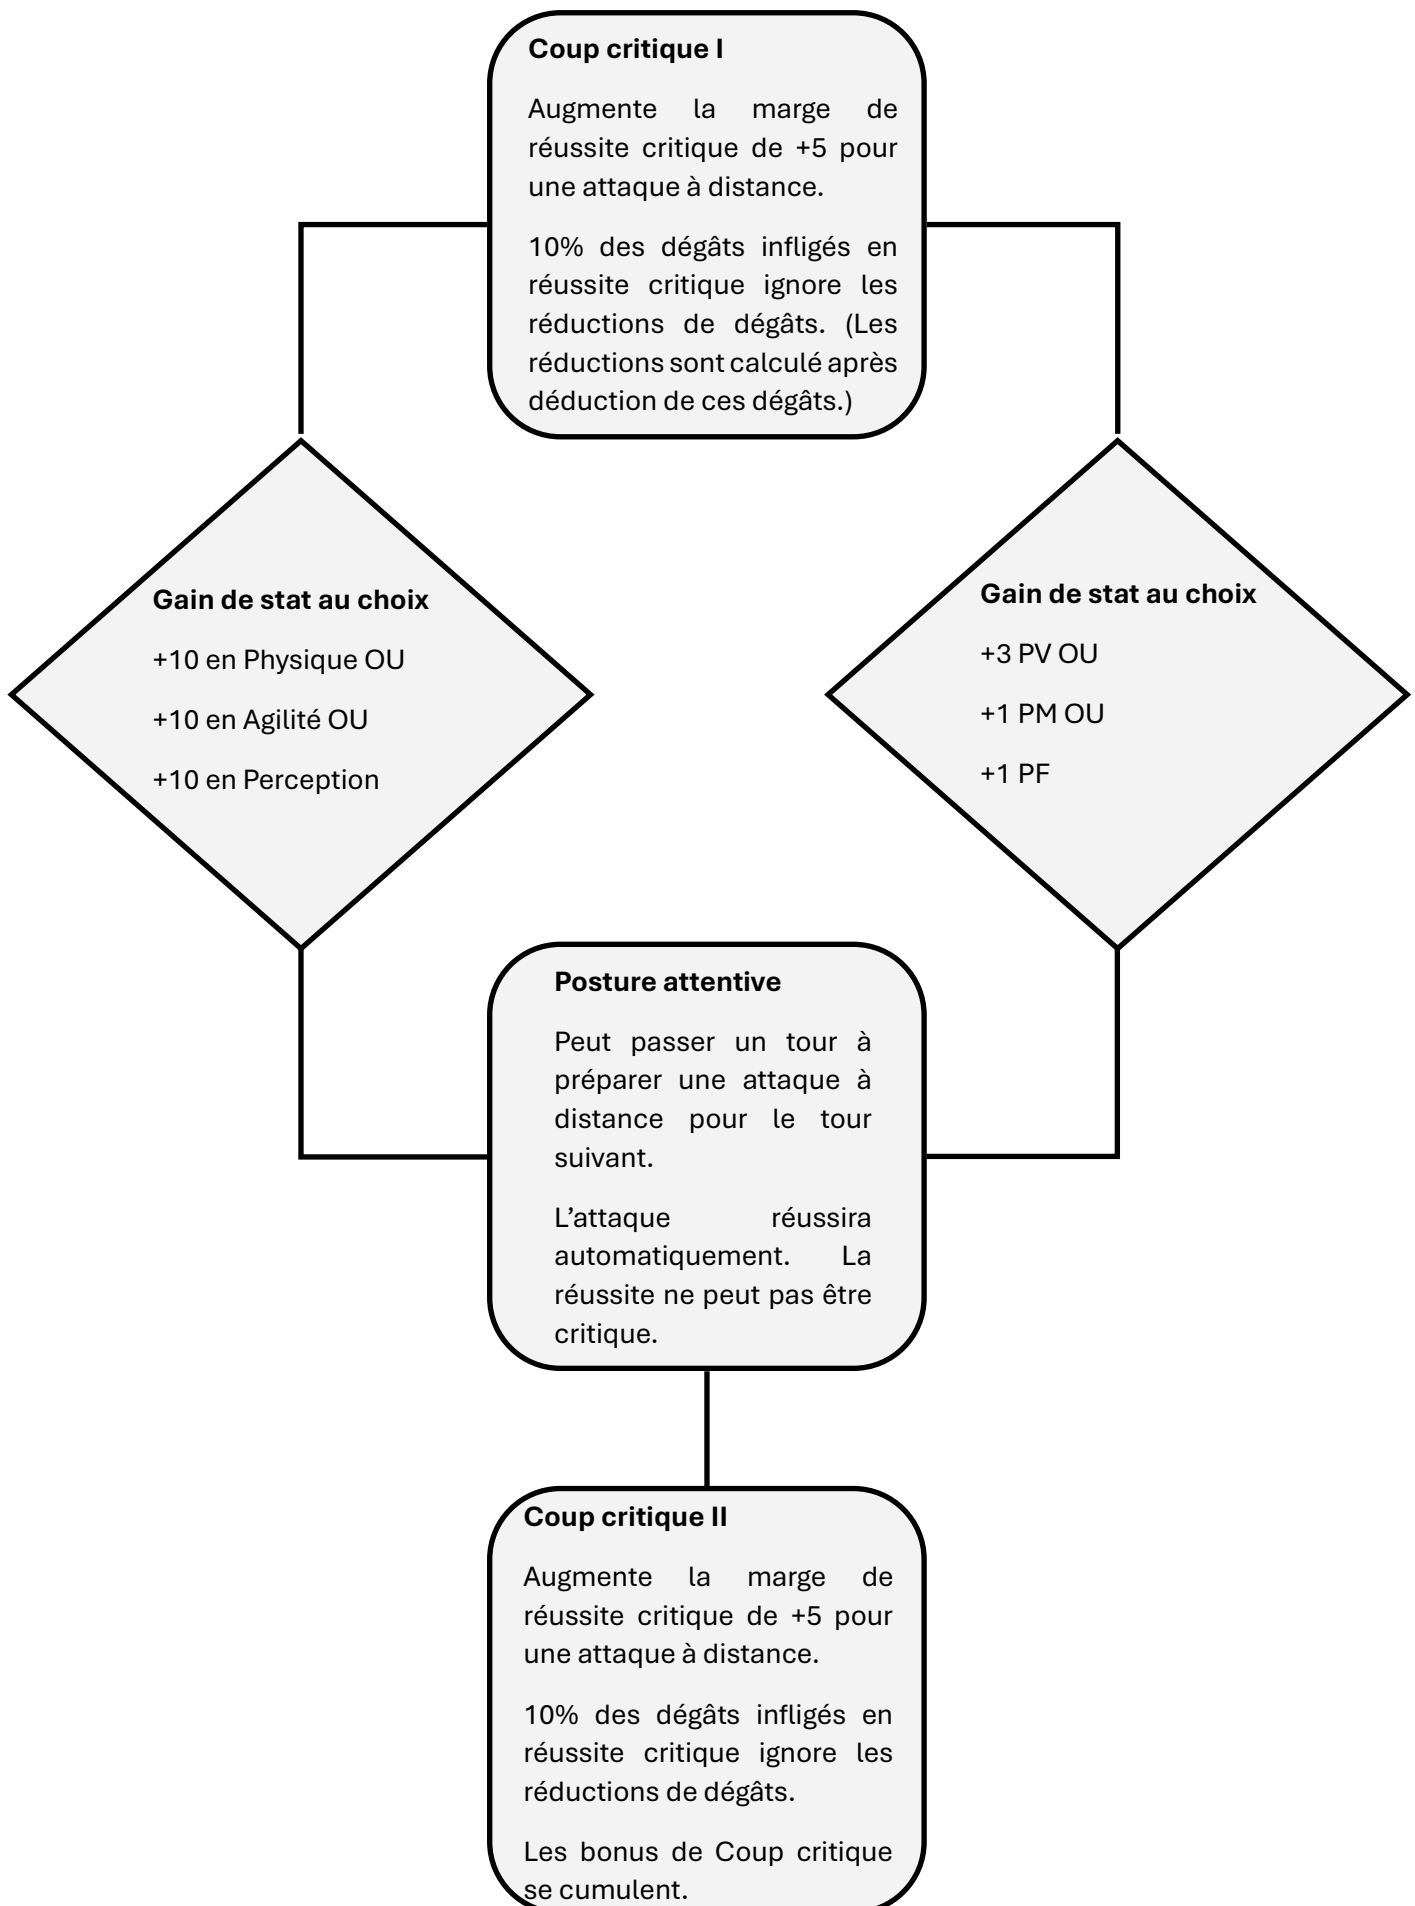 Coup critique I
Augmente la marge de
réussite critique de +5 pour
une attaque à distance.
10% des dégâts infligés en
réussite critique ignore les
réductions de dégâts. (Les
réductions sont calculé après
déduction de ces dégâts.)
Gain de stat au choix
+10 en Physique OU
+10 en Agilité OU
+10 en Perception
Gain de stat au choix
+3 PV OU
+1 PM OU
+1 PF
Posture attentive
Peut passer un tour à
préparer une attaque à
distance pour le tour
suivant.
L’attaque réussira
automatiquement. La
réussite ne peut pas être
critique.
Coup critique II
Augmente la marge de
réussite critique de +5 pour
une attaque à distance.
10% des dégâts infligés en
réussite critique ignore les
réductions de dégâts.
Les bonus de Coup critique
se cumulent.